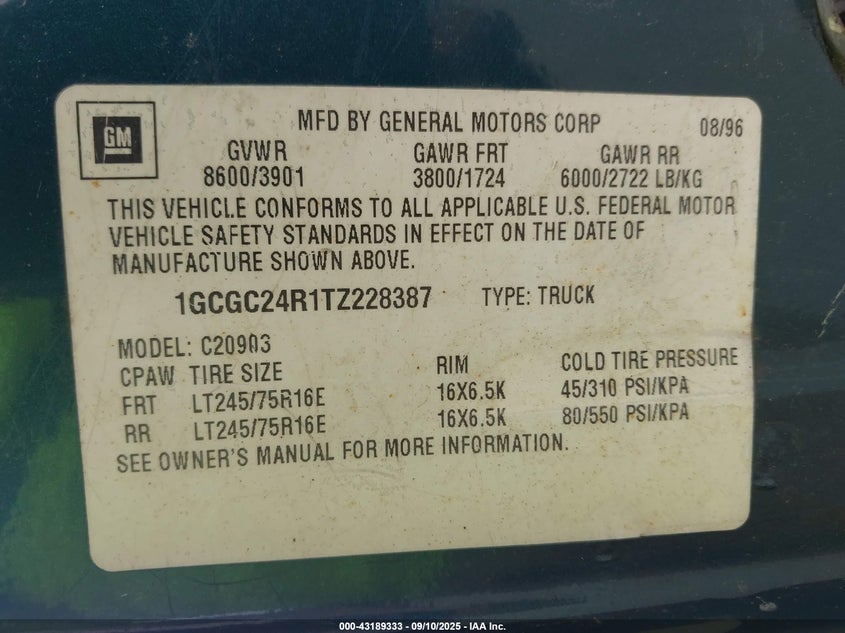 GM
MFD BY GENERAL MOTORS CORP 08/96
GVWR GAWR FRT GAWR RR
8600/3901 3800/1724 6000/2722 LB/KG
THIS VEHICLE CONFORMS TO ALL APPLICABLE U.S. FEDERAL MOTOR
VEHICLE SAFETY STANDARDS IN EFFECT ON THE DATE OF
MANUFACTURE SHOWN ABOVE.
1GCGC24R1TZ228387 TYPE: TRUCK
MODEL: C20903
CPAW TIRE SIZE RIM COLD TIRE PRESSURE
FRT LT245/75R16E 16X6.5K 45/310 PSI/KPA
RR LT245/75R16E 16X6.5K 80/550 PSI/KPA
SEE OWNER'S MANUAL FOR MORE INFORMATION.
000-43189333 - 09/10/2025 - IAA Inc.